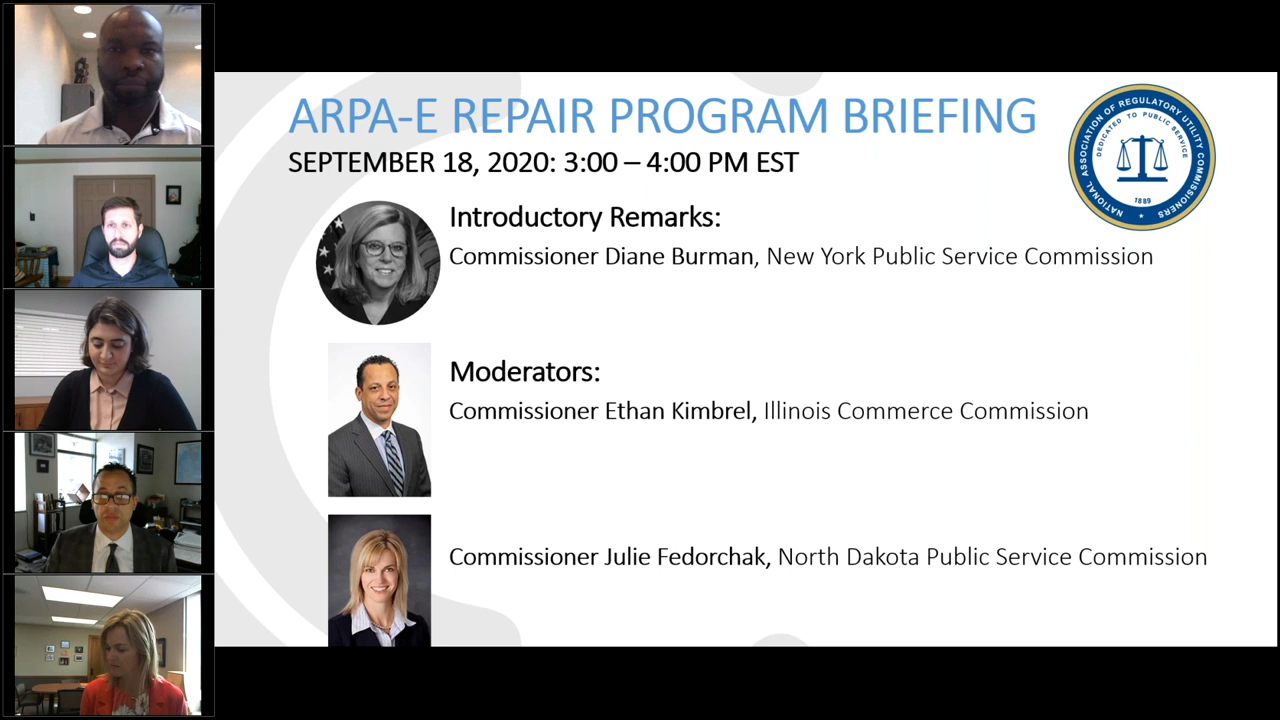 ARPA-E REPAIR PROGRAM BRIEFING
SEPTEMBER 18, 2020: 3:00 – 4:00 PM EST
NATIONAL ASSOCIATION OF REGULATORY UTILITY COMMISSIONERS
DEDICATED TO PUBLIC SERVICE
1889
Introductory Remarks:
Commissioner Diane Burman, New York Public Service Commission
Moderators:
Commissioner Ethan Kimbrel, Illinois Commerce Commission
Commissioner Julie Fedorchak, North Dakota Public Service Commission